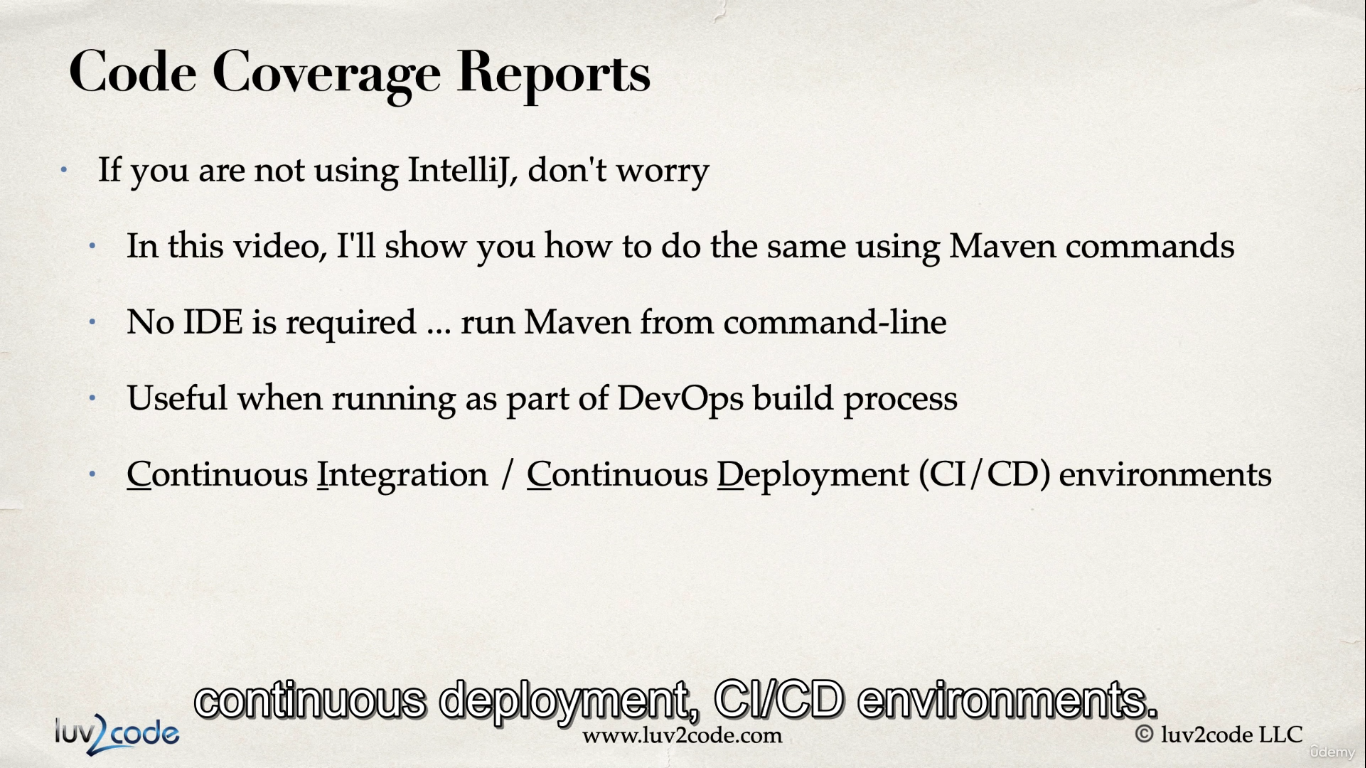 Code Coverage Reports
• If you are not using IntelliJ, don't worry
• In this video, I'll show you how to do the same using Maven commands
• No IDE is required ... run Maven from command-line
• Useful when running as part of DevOps build process
• Continuous Integration / Continuous Deployment (CI/CD) environments
continuous deployment, CI/CD environments.
luv2code
www.luv2code.com
© luv2code LLC
ûdemy